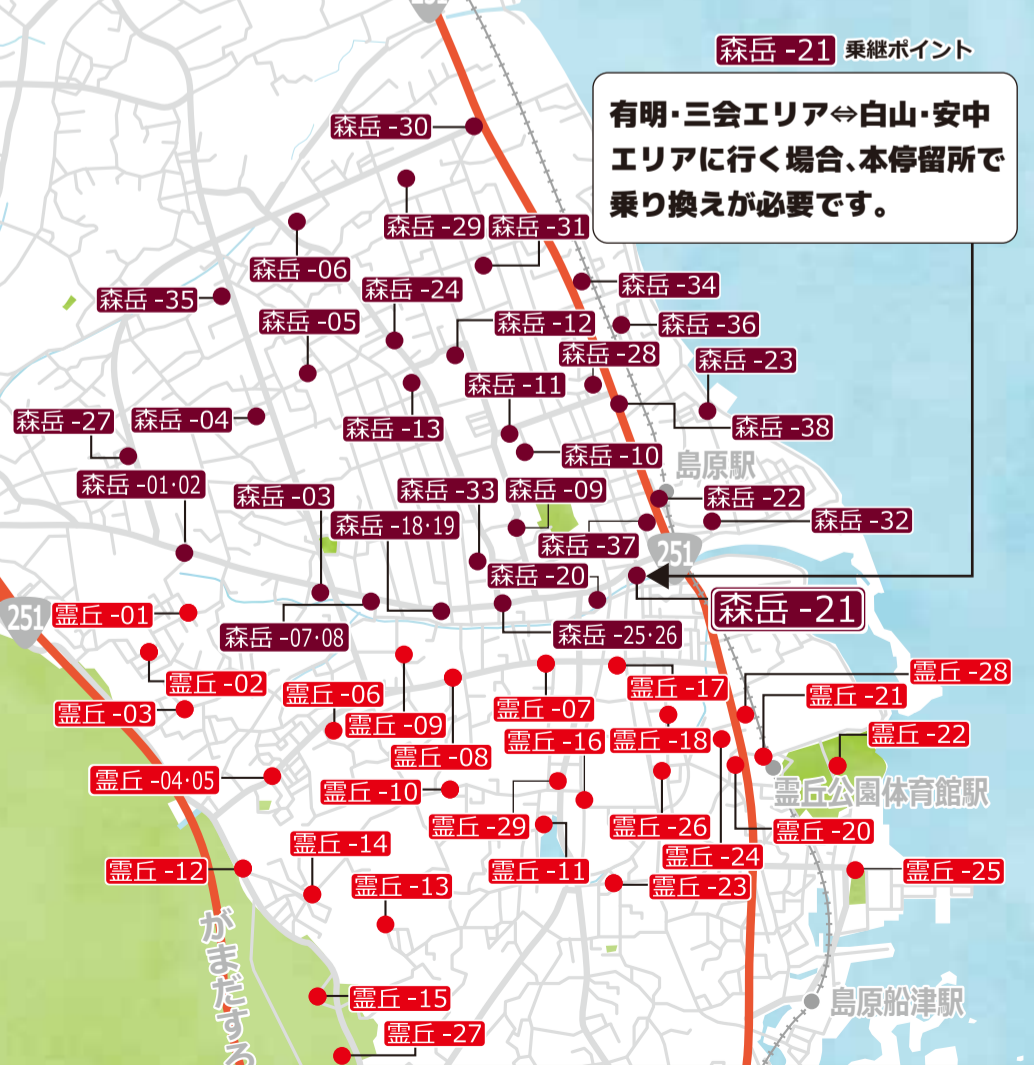 森岳 -21 乗継ポイント
有明・三会エリア⇔白山・安中
エリアに行く場合、本停留所で
乗り換えが必要です。
森岳 -30
森岳 -29
森岳 -31
森岳 -06
森岳 -24
森岳 -34
森岳 -35
森岳 -05
森岳 -12
森岳 -36
森岳 -28
森岳 -23
森岳 -11
森岳 -27
森岳 -04
森岳 -13
森岳 -38
森岳 -10
島原駅
森岳 -01・02
森岳 -03
森岳 -33
森岳 -09
森岳 -22
森岳 -18・19
森岳 -32
森岳 -37
251
森岳 -20
森岳 -21
251
霊丘 -01
森岳 -07・08
森岳 -25・26
霊丘 -02
霊丘 -06
霊丘 -17
霊丘 -28
霊丘 -21
霊丘 -03
霊丘 -09
霊丘 -07
霊丘 -08
霊丘 -16
霊丘 -18
霊丘 -22
霊丘 -04・05
霊丘 -10
霊丘公園体育館駅
霊丘 -29
霊丘 -26
霊丘 -20
霊丘 -14
霊丘 -24
霊丘 -12
霊丘 -11
霊丘 -25
霊丘 -13
霊丘 -23
がまだすろ
霊丘 -15
島原船津駅
霊丘 -27